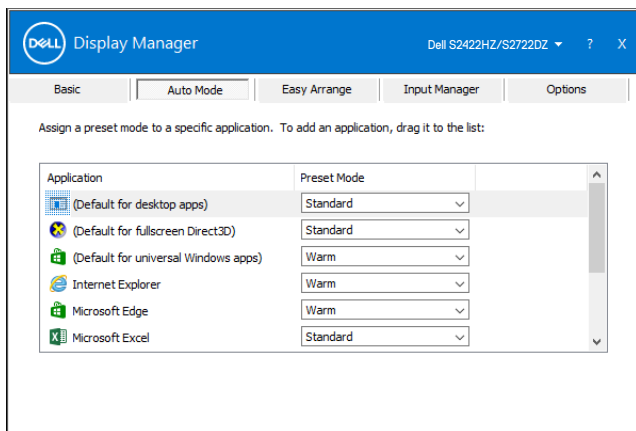 DELL Display Manager Dell S2422HZ/S2722DZ ? X
Basic Auto Mode Easy Arrange Input Manager Options
Assign a preset mode to a specific application. To add an application, drag it to the list:
Application Preset Mode
(Default for desktop apps) Standard
(Default for fullscreen Direct3D) Standard
(Default for universal Windows apps) Warm
Internet Explorer Warm
Microsoft Edge Warm
Microsoft Excel Standard